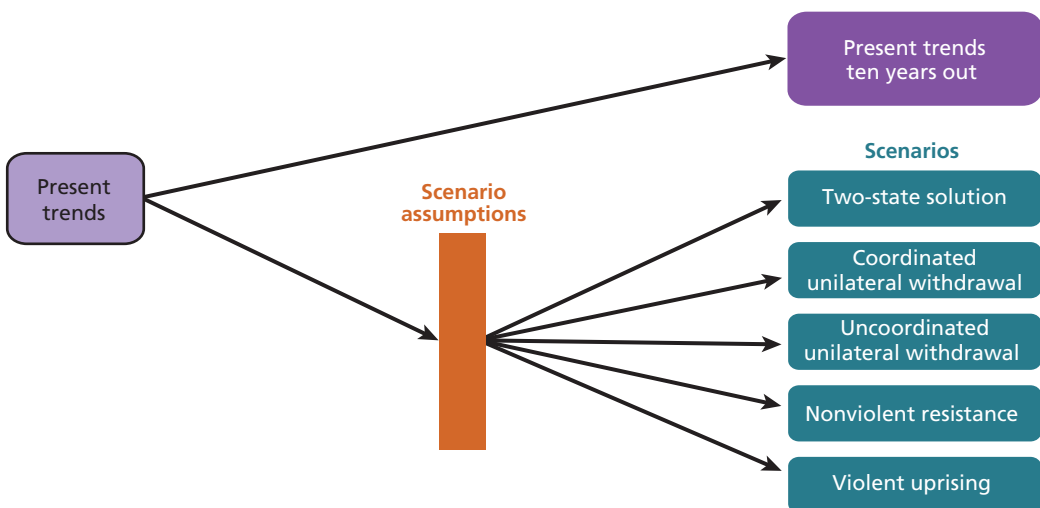 Present trends
ten years out
Present
trends
Scenario
assumptions
Scenarios
Two-state solution
Coordinated
unilateral withdrawal
Uncoordinated
unilateral withdrawal
Nonviolent resistance
Violent uprising